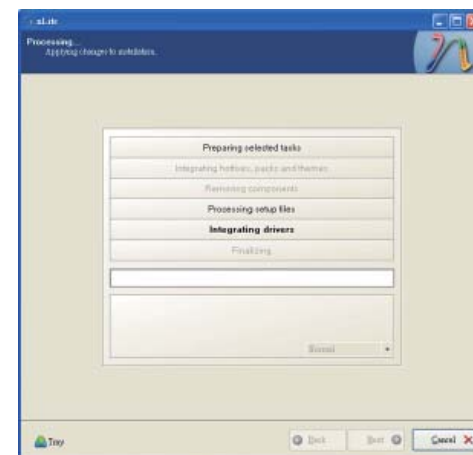 nLite
Processing...
Applying changes to installation.
Preparing selected tasks
Integrating hotfixes, packs and themes
Removing components
Processing setup files
Integrating drivers
Finalizing
Normal
Tray
Back
Next
Cancel